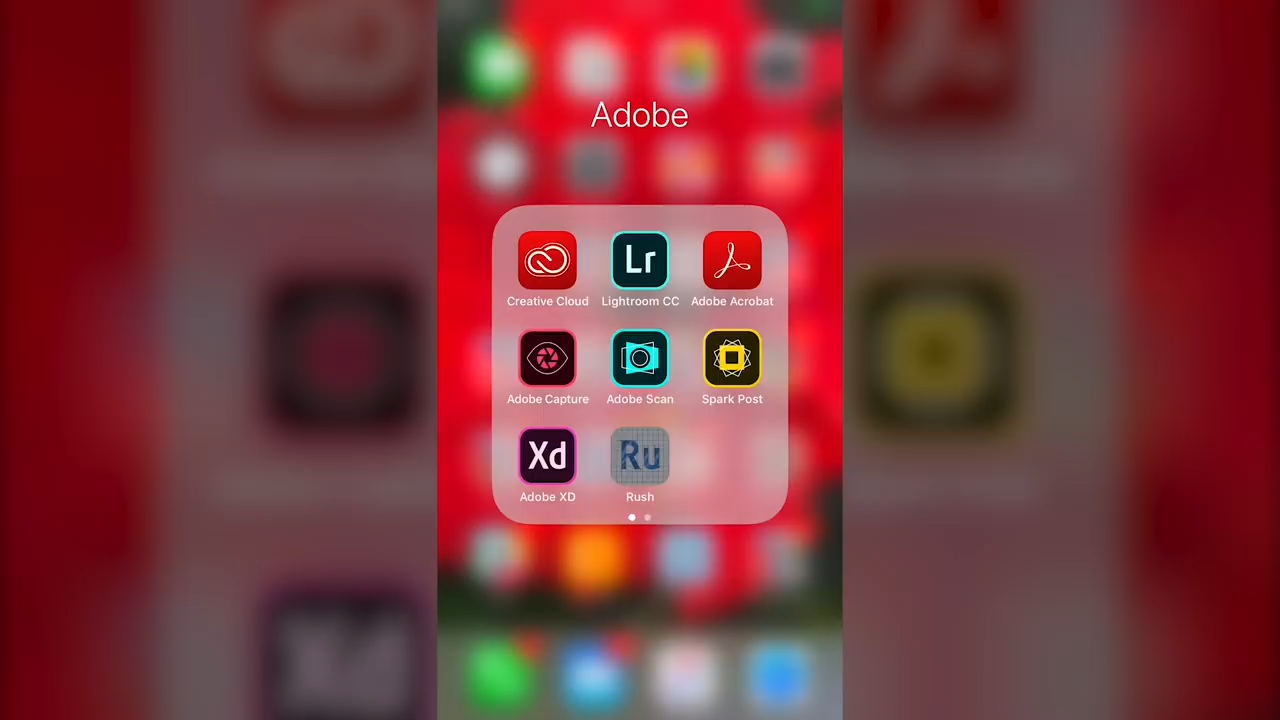 Adobe
Lr
Creative Cloud Lightroom CC Adobe Acrobat
Adobe Capture Adobe Scan Spark Post
Xd Ru
Adobe XD Rush